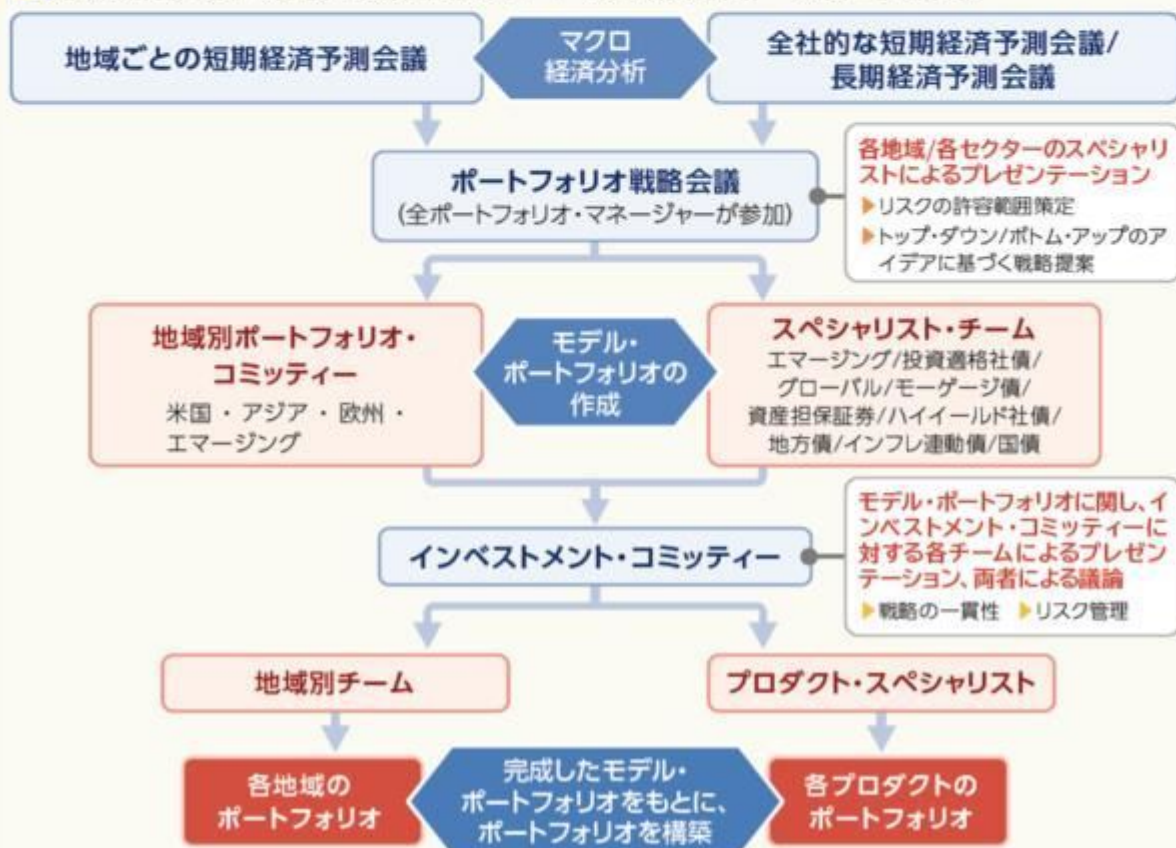 地域ごとの短期経済予測会議
マクロ
経済分析
全社的な短期経済予測会議/
長期経済予測会議
ポートフォリオ戦略会議
(全ポートフォリオ・マネージャーが参加)
各地域/各セクターのスペシャリ
ストによるプレゼンテーション
▶リスクの許容範囲策定
▶トップ・ダウン/ボトム・アップのア
イデアに基づく戦略提案
地域別ポートフォリオ・
コミッティー
米国・アジア・欧州・
エマージング
モデル・
ポートフォリオの
作成
スペシャリスト・チーム
エマージング/投資適格社債/
グローバル/モーゲージ債/
資産担保証券/ハイイールド社債/
地方債/インフレ連動債/国債
インベストメント・コミッティー
モデル・ポートフォリオに関し、イ
ンベストメント・コミッティーに
対する各チームによるプレゼン
テーション、両者による議論
▶戦略の一貫性 ▶リスク管理
地域別チーム
プロダクト・スペシャリスト
各地域の
ポートフォリオ
完成したモデル・
ポートフォリオをもとに、
ポートフォリオを構築
各プロダクトの
ポートフォリオ